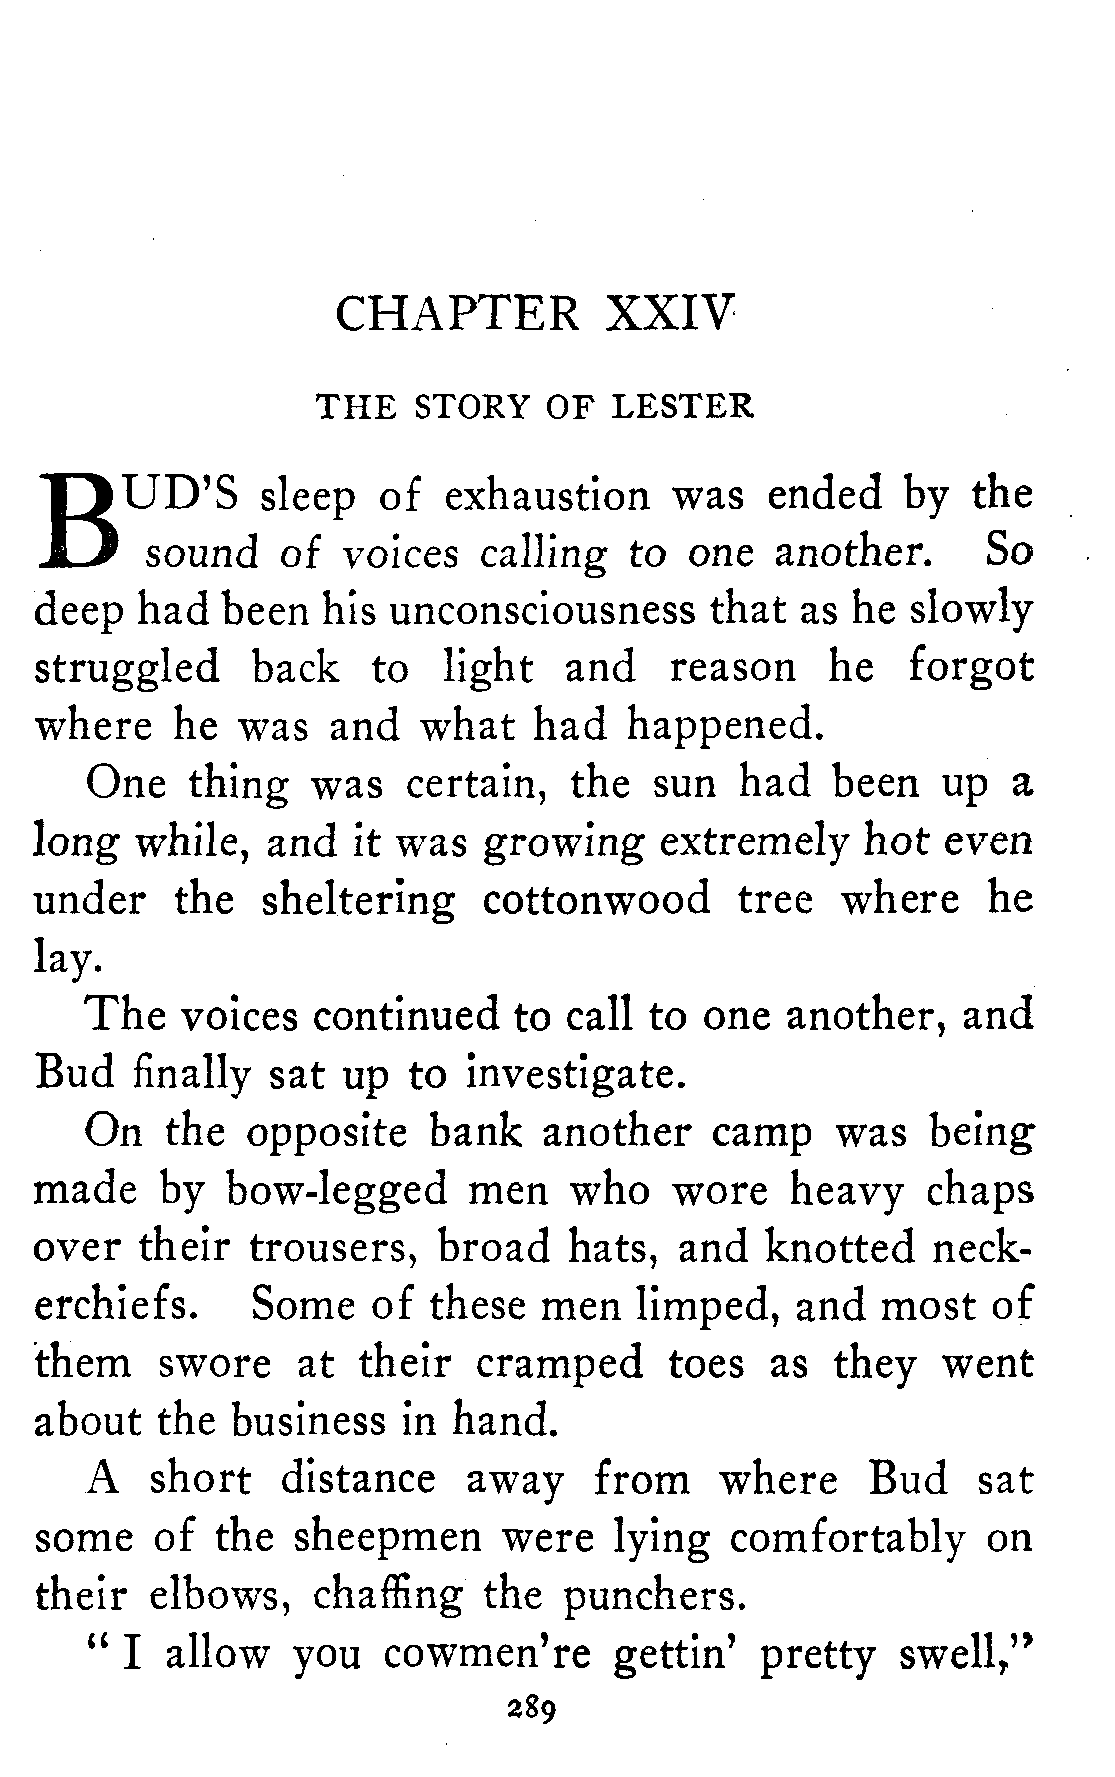 CHAPTER XXIV
THE STORY OF LESTER
BUD'S sleep of exhaustion was ended by the
sound of voices calling to one another. So
deep had been his unconsciousness that as he slowly
struggled back to light and reason he forgot
where he was and what had happened.
One thing was certain, the sun had been up a
long while, and it was growing extremely hot even
under the sheltering cottonwood tree where he
lay.
The voices continued to call to one another, and
Bud finally sat up to investigate.
On the opposite bank another camp was being
made by bow-legged men who wore heavy chaps
over their trousers, broad hats, and knotted neck-
erchiefs. Some of these men limped, and most of
them swore at their cramped toes as they went
about the business in hand.
A short distance away from where Bud sat
some of the sheepmen were lying comfortably on
their elbows, chaffing the punchers.
" I allow you cowmen're gettin' pretty swell,"
289